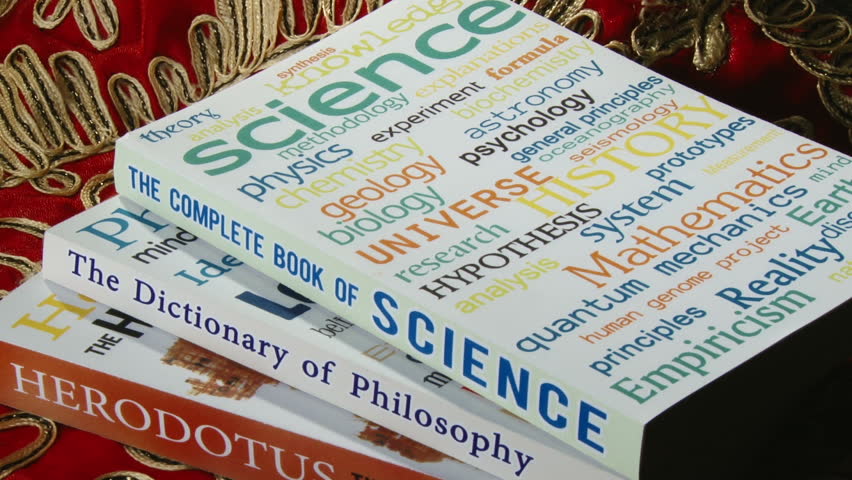 synthesis
knowledge
science
theory
analysis
methodology
explanations
formula
physics
experiment
biochemistry
chemistry
astronomy
geology
psychology
general principles
biology
oceanography
UNIVERSE
seismology
HISTORY
research
HYPOTHESIS
prototypes
Measurement
analysis
system
Mathematics
mind
quantum mechanics
Earth
human genome project
Reality
principles
Empiricism
THE COMPLETE BOOK OF SCIENCE
The Dictionary of Philosophy
mind
Ide
THE H
HERODOTUS